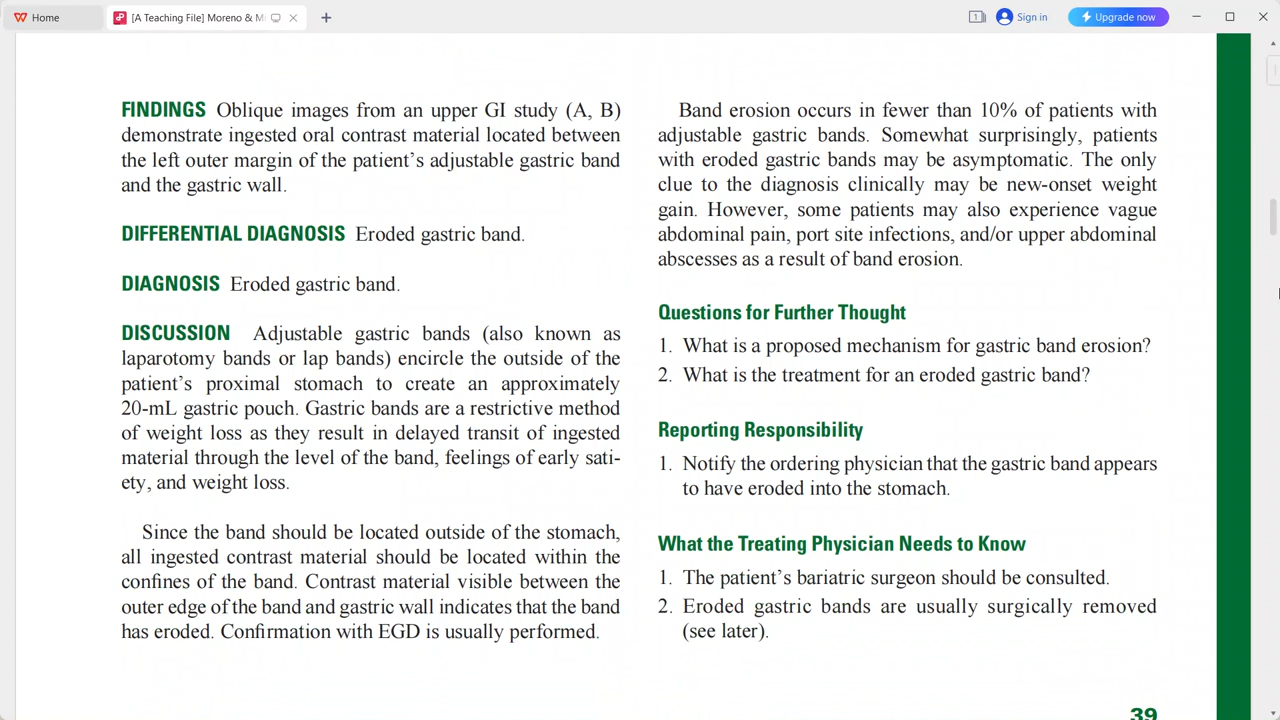 Home
[A Teaching File] Moreno & M
1
Sign in
Upgrade now
FINDINGS Oblique images from an upper GI study (A, B)
demonstrate ingested oral contrast material located between
the left outer margin of the patient's adjustable gastric band
and the gastric wall.
DIFFERENTIAL DIAGNOSIS Eroded gastric band.
DIAGNOSIS Eroded gastric band.
DISCUSSION Adjustable gastric bands (also known as
laparotomy bands or lap bands) encircle the outside of the
patient's proximal stomach to create an approximately
20-mL gastric pouch. Gastric bands are a restrictive method
of weight loss as they result in delayed transit of ingested
material through the level of the band, feelings of early sati-
ety, and weight loss.
Since the band should be located outside of the stomach,
all ingested contrast material should be located within the
confines of the band. Contrast material visible between the
outer edge of the band and gastric wall indicates that the band
has eroded. Confirmation with EGD is usually performed.
Band erosion occurs in fewer than 10% of patients with
adjustable gastric bands. Somewhat surprisingly, patients
with eroded gastric bands may be asymptomatic. The only
clue to the diagnosis clinically may be new-onset weight
gain. However, some patients may also experience vague
abdominal pain, port site infections, and/or upper abdominal
abscesses as a result of band erosion.
Questions for Further Thought
1. What is a proposed mechanism for gastric band erosion?
2. What is the treatment for an eroded gastric band?
Reporting Responsibility
1. Notify the ordering physician that the gastric band appears
to have eroded into the stomach.
What the Treating Physician Needs to Know
1. The patient's bariatric surgeon should be consulted.
2. Eroded gastric bands are usually surgically removed
(see later).
39